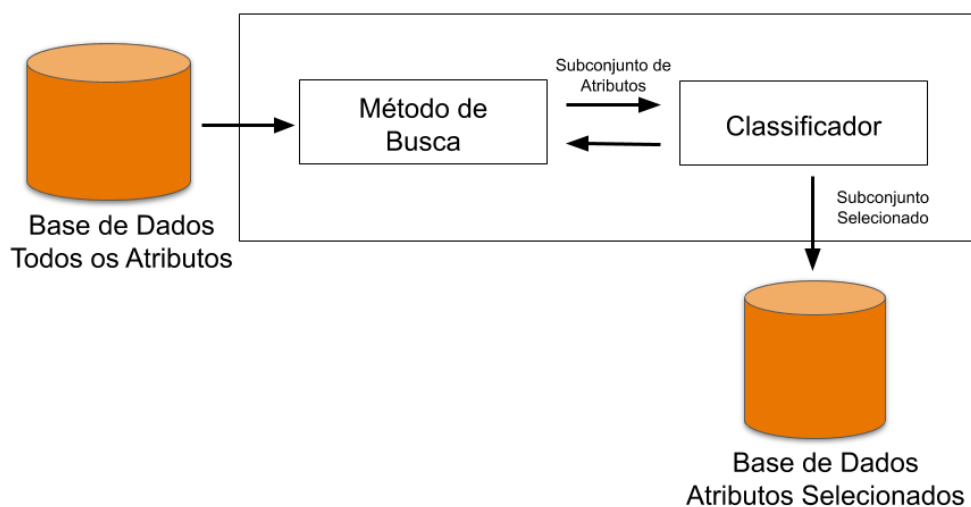 Base de Dados
Todos os Atributos
Método de
Busca
Subconjunto de
Atributos
Classificador
Subconjunto
Selecionado
Base de Dados
Atributos Selecionados